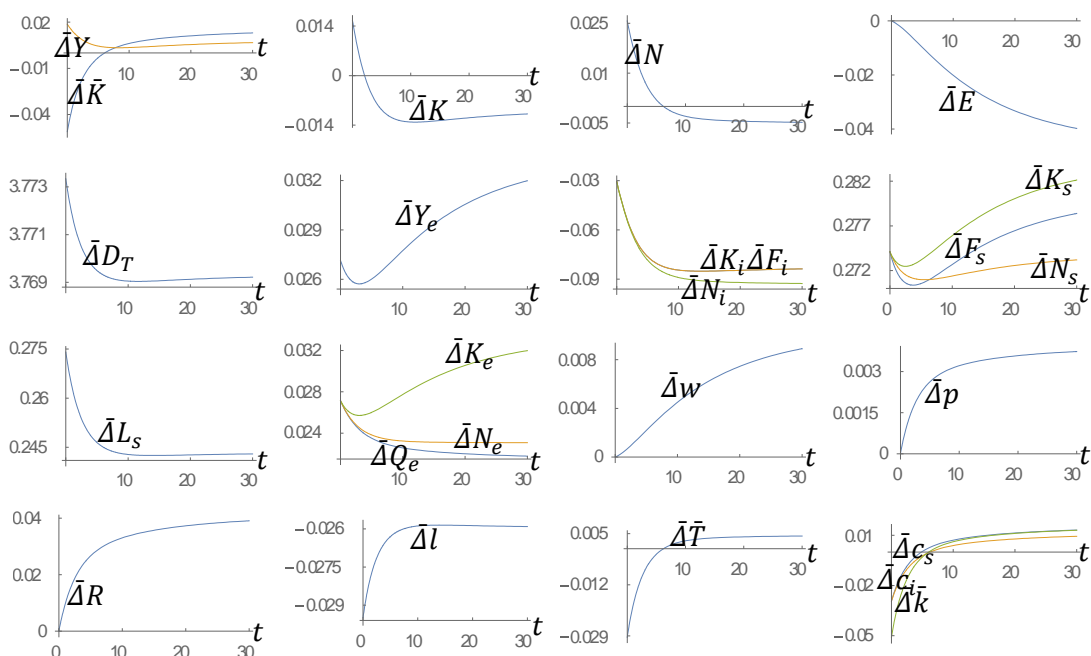 0.02
Δ̄Y
10 20 30 t
−0.01
Δ̄K̄
−0.04
0.014
0
10 20 30 t
Δ̄K
−0.014
0.025
Δ̄N
0.01
10 20 30 t
−0.005
0
10 20 30 t
−0.02
Δ̄E
−0.04
3.773
3.771
Δ̄D_T
3.769
10 20 30 t
0.032
Δ̄Y_e
0.029
0.026
0 10 20 30 t
−0.03
−0.06
Δ̄K_i Δ̄F_i
−0.09
Δ̄N_i
10 20 30 t
0.282
Δ̄K_s
0.277
Δ̄F_s
0.272
Δ̄N_s
0 10 20 30 t
0.275
0.26
Δ̄L_s
0.245
10 20 30 t
0.032
Δ̄K_e
0.028
0.024
Δ̄N_e
Δ̄Q_e
0 10 20 30 t
0.008
Δ̄w
0.004
0
10 20 30 t
0.003
Δ̄p
0.0015
0 10 20 30 t
0.04
0.02
Δ̄R
0
0 10 20 30 t
−0.026
Δ̄l
−0.0275
−0.029
0 10 20 30 t
0.005
Δ̄T̄
10 20 30 t
−0.012
−0.029
0.01
Δ̄c_s
0 10 20 30 t
−0.02
Δ̄c_i
Δ̄k̄
−0.05